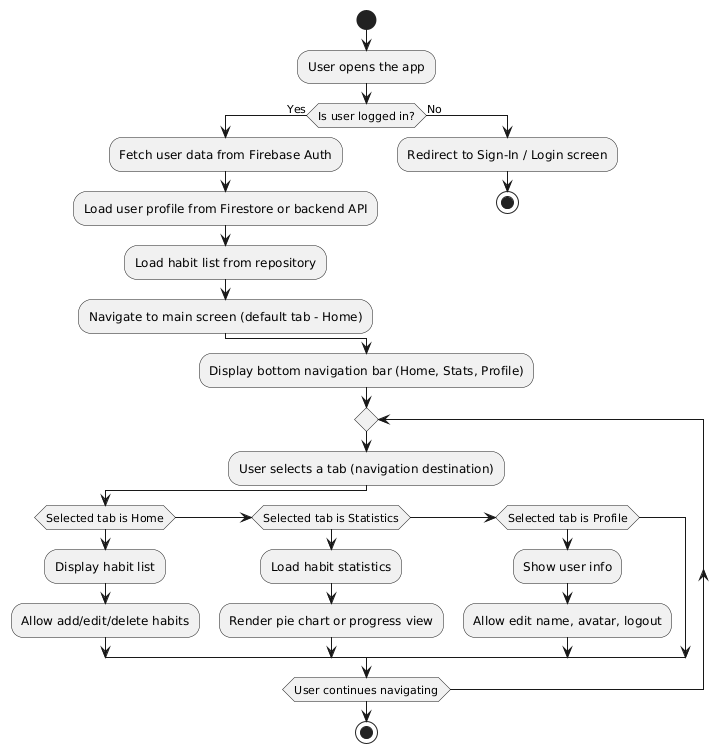 User opens the app
Yes
Is user logged in?
No
Fetch user data from Firebase Auth
Redirect to Sign-In / Login screen
Load user profile from Firestore or backend API
Load habit list from repository
Navigate to main screen (default tab - Home)
Display bottom navigation bar (Home, Stats, Profile)
User selects a tab (navigation destination)
Selected tab is Home
Selected tab is Statistics
Selected tab is Profile
Display habit list
Load habit statistics
Show user info
Allow add/edit/delete habits
Render pie chart or progress view
Allow edit name, avatar, logout
User continues navigating